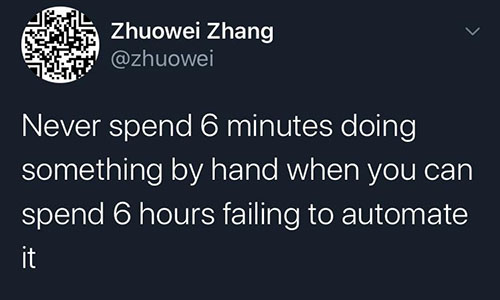 Zhuowei Zhang
@zhuowei
Never spend 6 minutes doing
something by hand when you can
spend 6 hours failing to automate
it